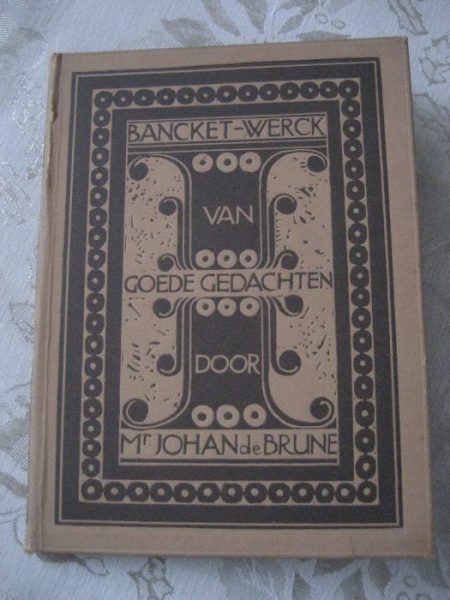 BANCKET-WERCK
VAN
GOEDE GEDACHTEN
DOOR
Mr. JOHAN de BRUNE